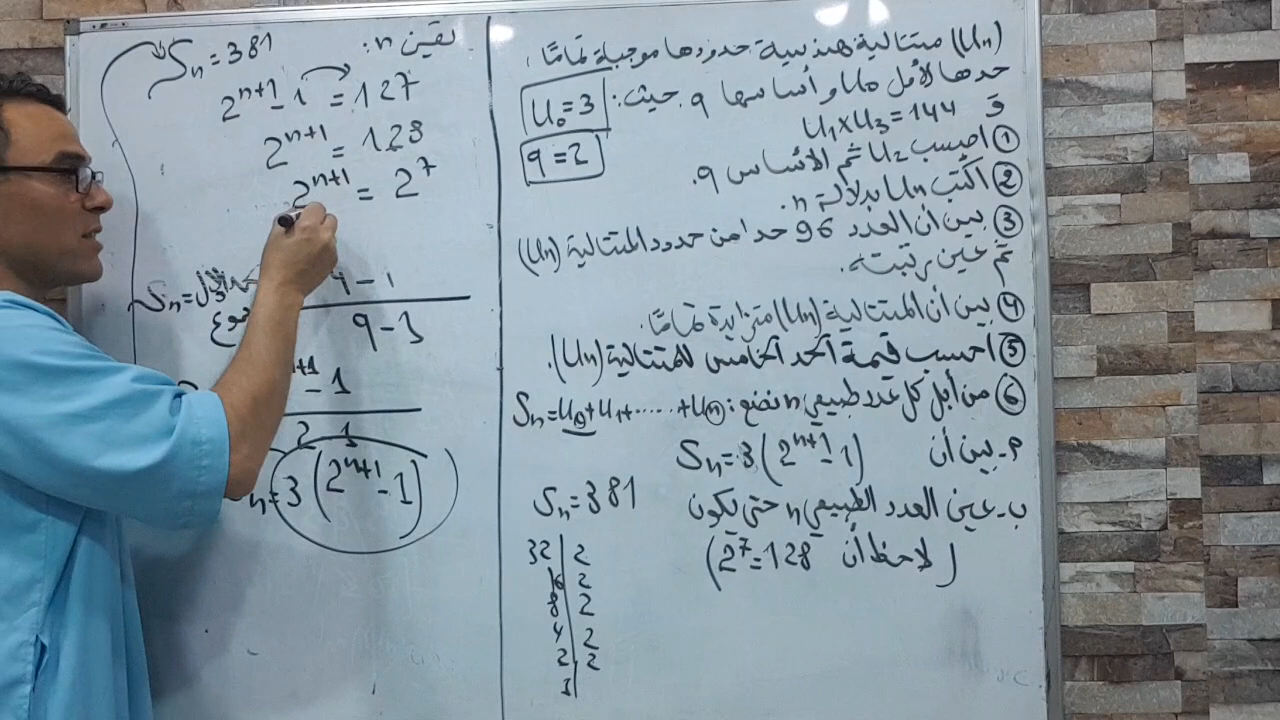 (Un) متتالية هندسية حدودها موجبة تمامًا،
حدها الأول U0 وأساسها q حيث: U0=3
و U1×U3=144
q=2
① احسب U2 ثم الأساس q.
② اكتب Un بدلالة n.
③ بين أن العدد 96 حدا من حدود المتتالية (Un)
ثم عين رتبته.
④ بين أن المتتالية (Un) متزايدة تمامًا.
⑤ احسب قيمة الحد الخامس للمتتالية (Un).
⑥ من أجل كل عدد طبيعي n نضع: Sn=U0+U1+.....+Un
م- بين أن Sn=3(2^{n+1}-1)
ب- عين العدد الطبيعي n حتى يكون Sn=381
(لاحظ أن 2^7=128)
32 | 2
16 | 2
8 | 2
4 | 2
2 | 2
1
تعين n:
Sn=381
2^{n+1}-1=127
2^{n+1}=128
2^{n+1}=2^7
Sn=
q-1
n+1-1
n=3(2^{n+1}-1)